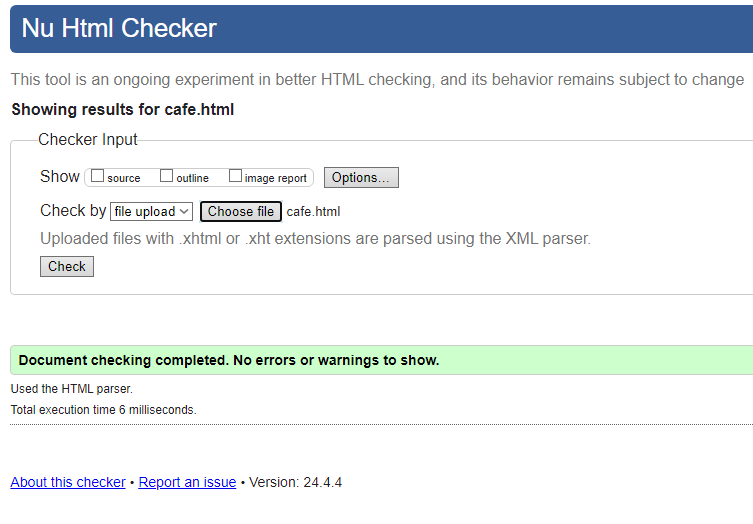 Nu Html Checker
This tool is an ongoing experiment in better HTML checking, and its behavior remains subject to change
Showing results for cafe.html
Checker Input
Show source outline image report Options...
Check by file upload Choose file cafe.html
Uploaded files with .xhtml or .xht extensions are parsed using the XML parser.
Check
Document checking completed. No errors or warnings to show.
Used the HTML parser.
Total execution time 6 milliseconds.
About this checker • Report an issue • Version: 24.4.4